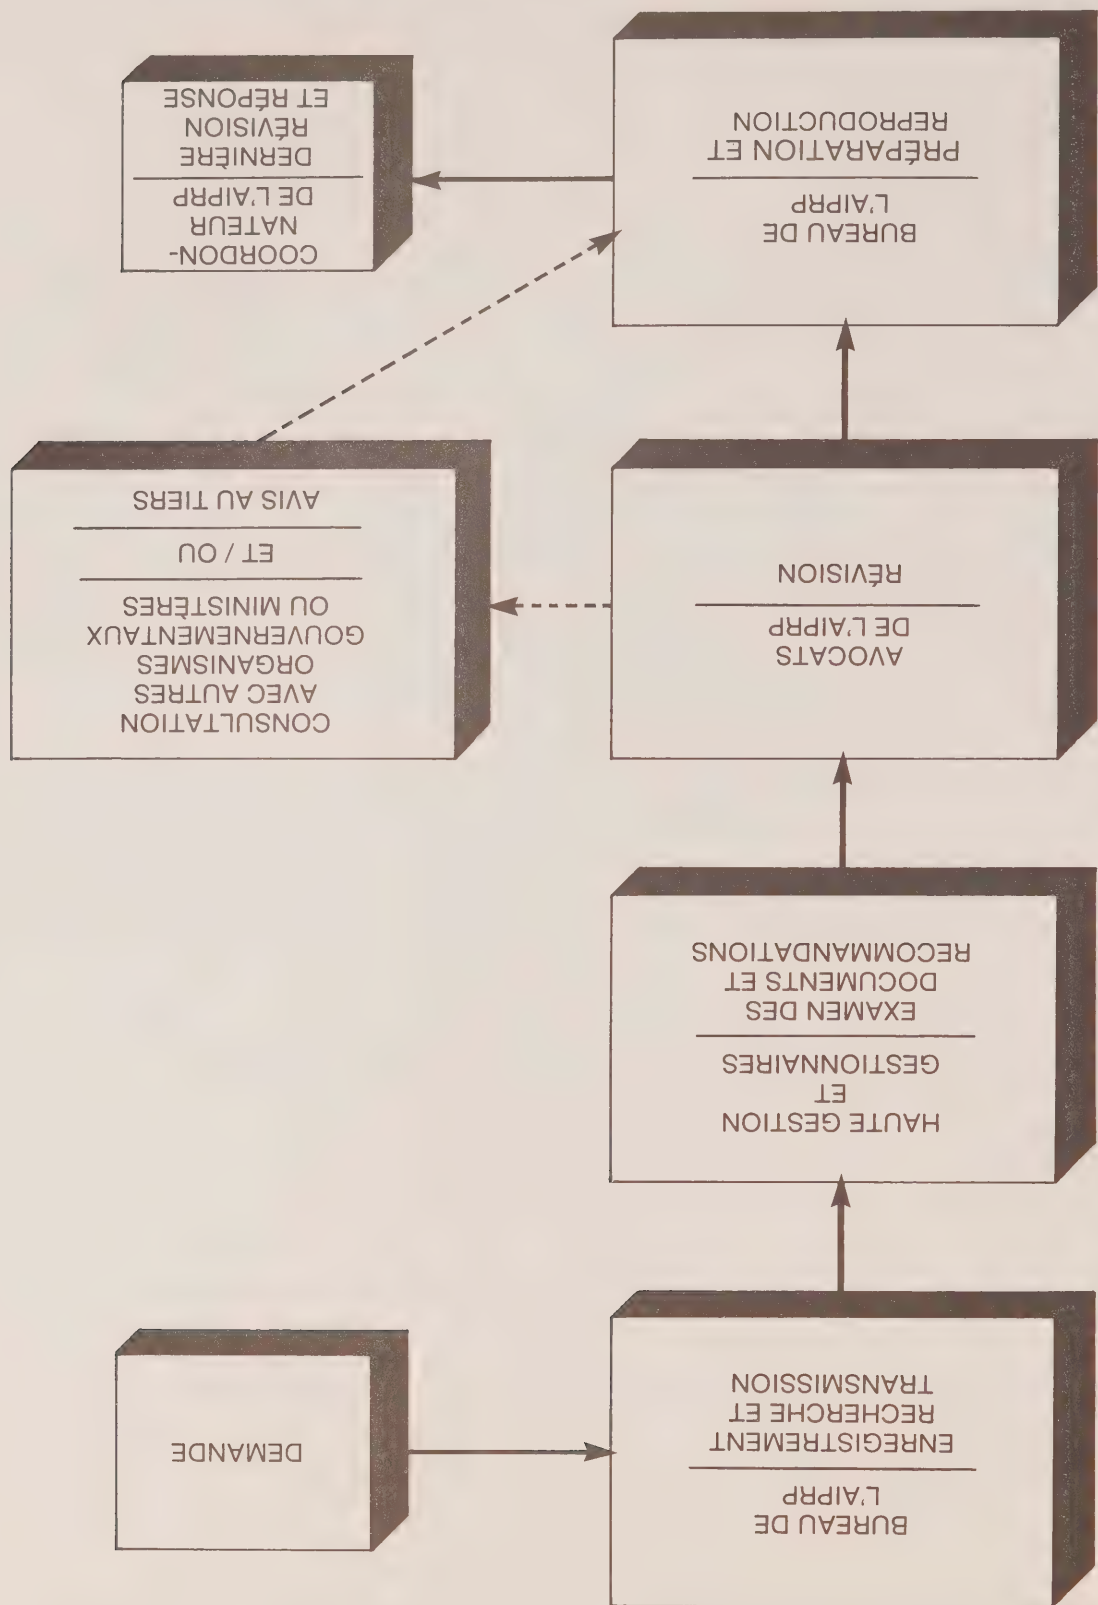 BUREAU DE
L'AIPRP
ENREGISTREMENT
RECHERCHE ET
TRANSMISSION
DEMANDE
HAUTE GESTION
ET
GESTIONNAIRES
EXAMEN DES
DOCUMENTS ET
RECOMMANDATIONS
AVOCATS
DE L'AIPRP
RÉVISION
CONSULTATION
AVEC AUTRES
ORGANISMES
GOUVERNEMENTAUX
OU MINISTÈRES
ET / OU
AVIS AU TIERS
BUREAU DE
L'AIPRP
PRÉPARATION ET
REPRODUCTION
COORDON-
NATEUR
DE L'AIPRP
DERNIÈRE
RÉVISION
ET RÉPONSE